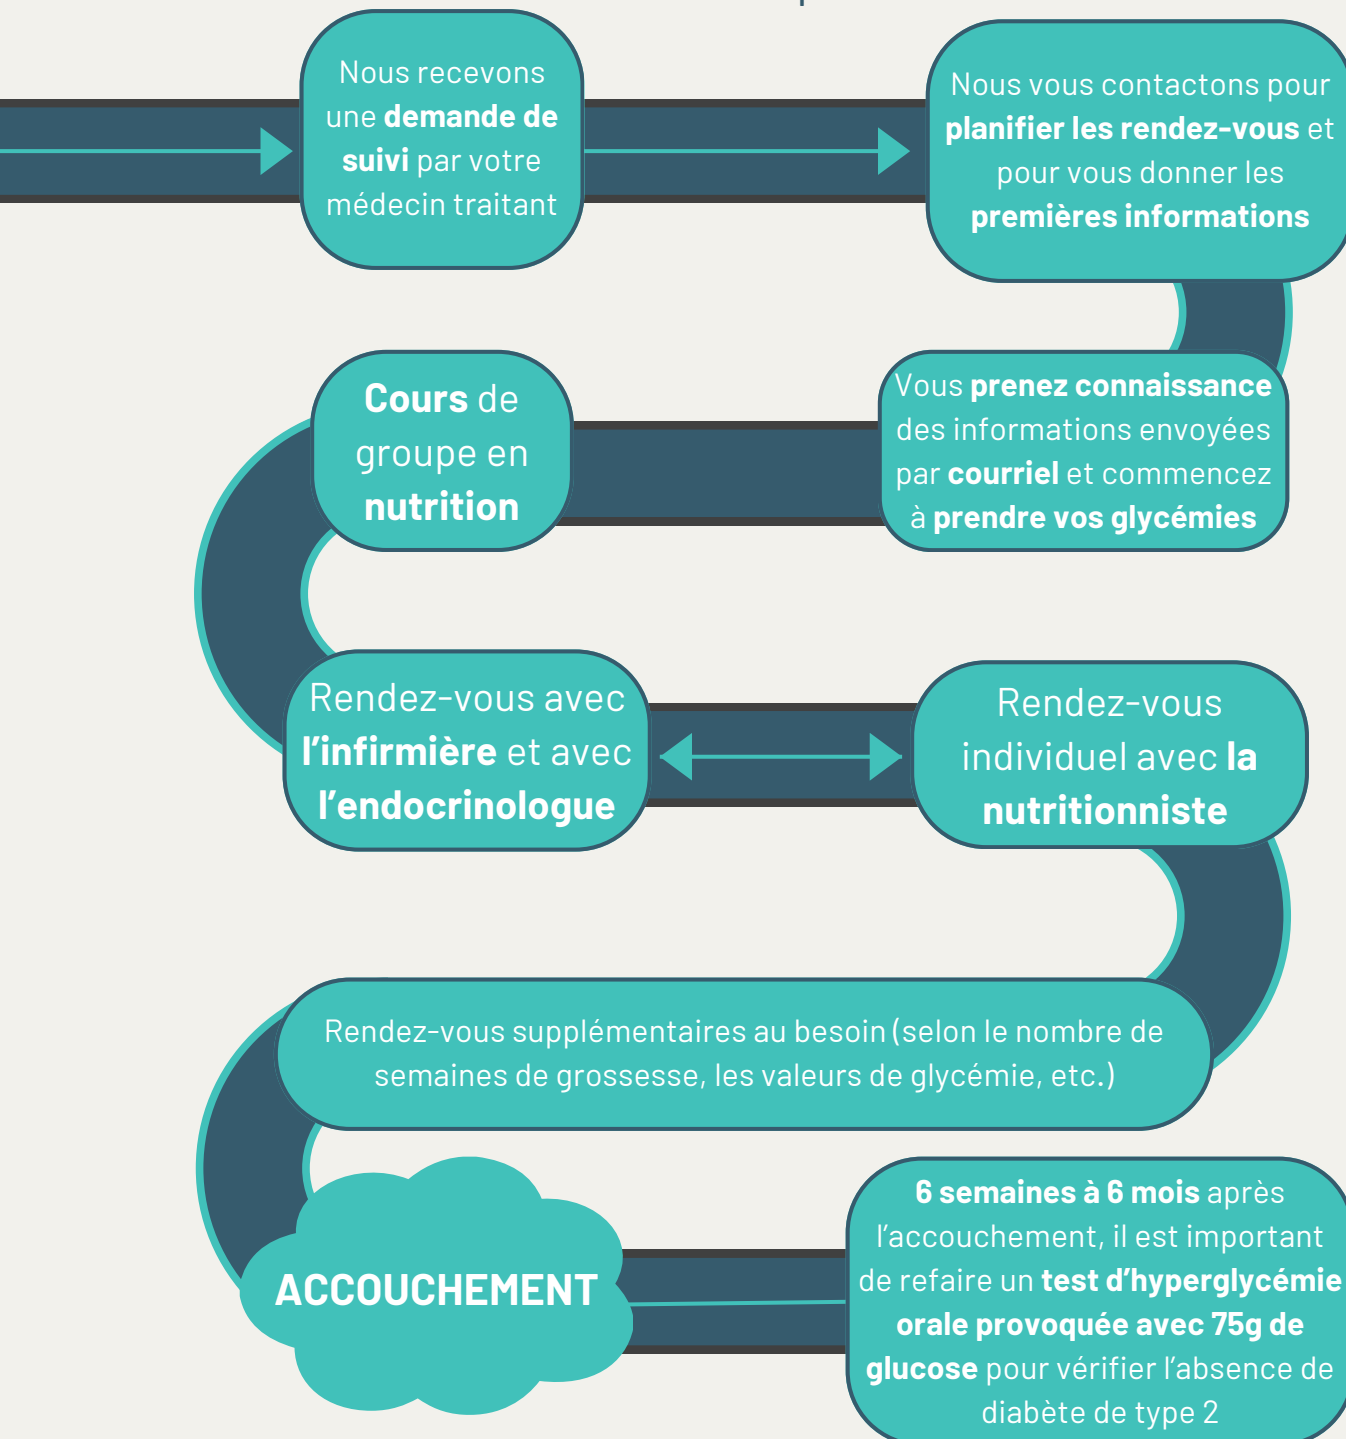 Nous recevons
une demande de
suivi par votre
médecin traitant
Nous vous contactons pour
planifier les rendez-vous et
pour vous donner les
premières informations
Vous prenez connaissance
des informations envoyées
par courriel et commencez
à prendre vos glycémies
Cours de
groupe en
nutrition
Rendez-vous avec
l'infirmière et avec
l'endocrinologue
Rendez-vous
individuel avec la
nutritionniste
Rendez-vous supplémentaires au besoin (selon le nombre de
semaines de grossesse, les valeurs de glycémie, etc.)
ACCOUCHEMENT
6 semaines à 6 mois après
l'accouchement, il est important
de refaire un test d'hyperglycémie
orale provoquée avec 75g de
glucose pour vérifier l'absence de
diabète de type 2